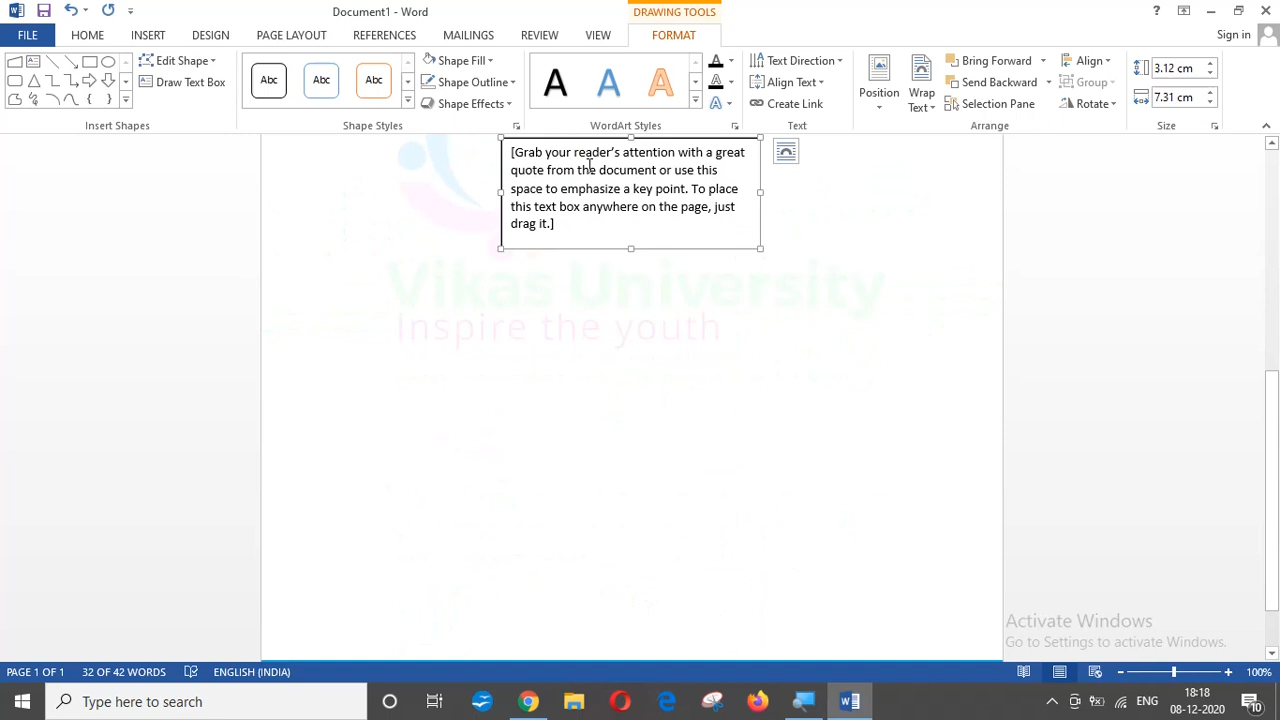 Document1 - Word
DRAWING TOOLS
?
FILE
HOME
INSERT
DESIGN
PAGE LAYOUT
REFERENCES
MAILINGS
REVIEW
VIEW
FORMAT
Sign in
Edit Shape
Draw Text Box
Insert Shapes
Abc
Abc
Abc
Shape Fill
Shape Outline
Shape Effects
Shape Styles
A
A
A
A
A
A
WordArt Styles
Text Direction
Align Text
Create Link
Text
Position
Wrap
Text
Bring Forward
Send Backward
Selection Pane
Align
Group
Rotate
Arrange
3.12 cm
7.31 cm
Size
[Grab your reader’s attention with a great
quote from the document or use this
space to emphasize a key point. To place
this text box anywhere on the page, just
drag it.]
Vikas University
Inspire the youth
Activate Windows
Go to Settings to activate Windows.
PAGE 1 OF 1
32 OF 42 WORDS
ENGLISH (INDIA)
100%
Type here to search
ENG
18:18
08-12-2020
10